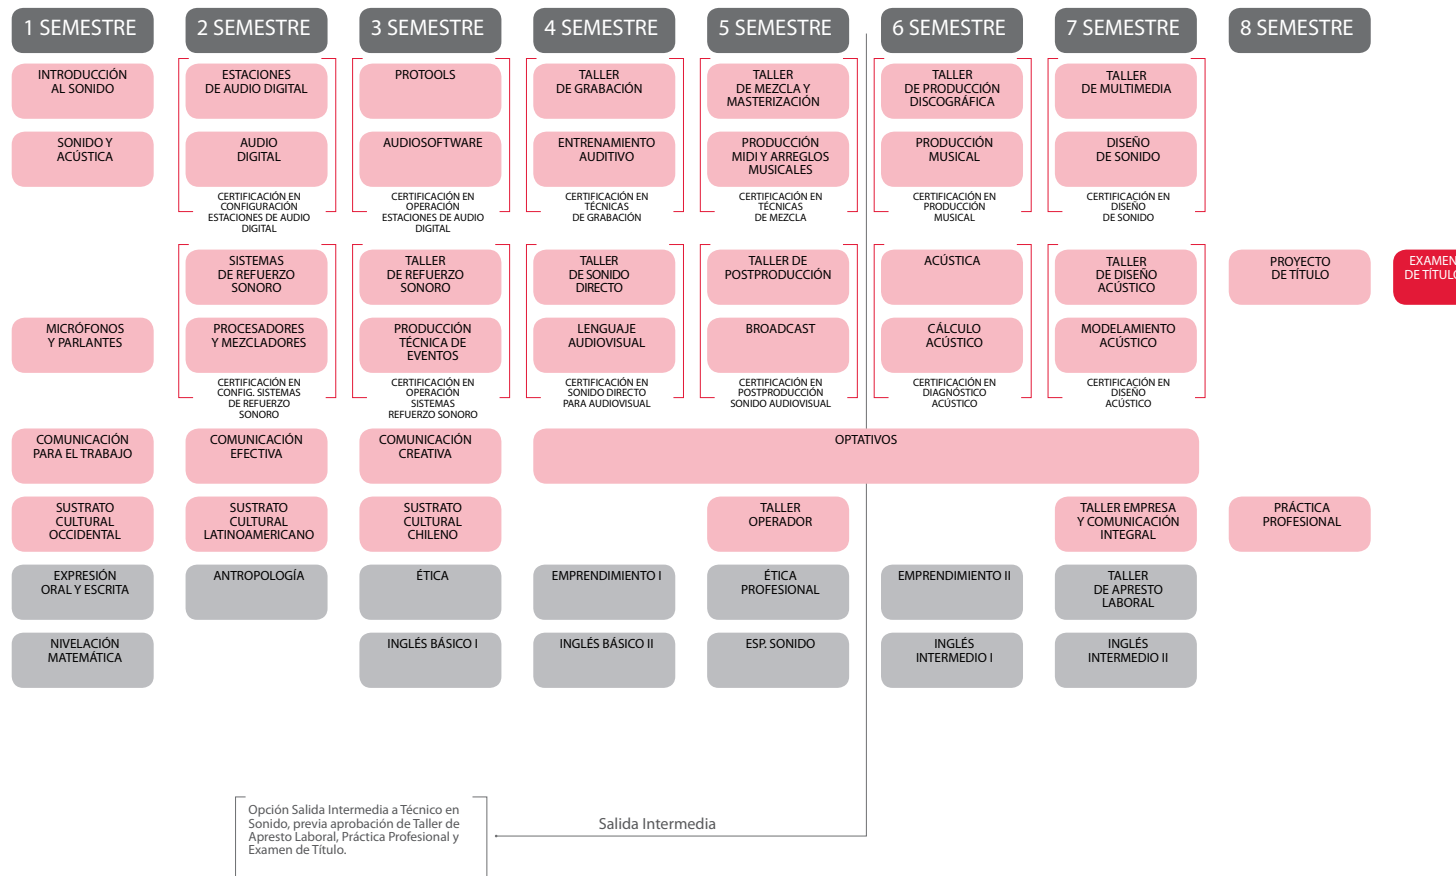 1 SEMESTRE
2 SEMESTRE
3 SEMESTRE
4 SEMESTRE
5 SEMESTRE
6 SEMESTRE
7 SEMESTRE
8 SEMESTRE
INTRODUCCIÓN
AL SONIDO
ESTACIONES
DE AUDIO DIGITAL
PROTOOLS
TALLER
DE GRABACIÓN
TALLER
DE MEZCLA Y
MASTERIZACIÓN
TALLER
DE PRODUCCIÓN
DISCOGRÁFICA
TALLER
DE MULTIMEDIA
SONIDO Y
ACÚSTICA
AUDIO
DIGITAL
AUDIOSOFTWARE
ENTRENAMIENTO
AUDITIVO
PRODUCCIÓN
MIDI Y ARREGLOS
MUSICALES
PRODUCCIÓN
MUSICAL
DISEÑO
DE SONIDO
CERTIFICACIÓN EN
CONFIGURACIÓN
ESTACIONES DE AUDIO
DIGITAL
CERTIFICACIÓN EN
OPERACIÓN
ESTACIONES DE AUDIO
DIGITAL
CERTIFICACIÓN EN
TÉCNICAS
DE GRABACIÓN
CERTIFICACIÓN EN
TÉCNICAS
DE MEZCLA
CERTIFICACIÓN EN
PRODUCCIÓN
MUSICAL
CERTIFICACIÓN EN
DISEÑO
DE SONIDO
SISTEMAS
DE REFUERZO
SONORO
TALLER
DE REFUERZO
SONORO
TALLER
DE SONIDO
DIRECTO
TALLER DE
POSTPRODUCCIÓN
ACÚSTICA
TALLER
DE DISEÑO
ACÚSTICO
PROYECTO
DE TÍTULO
EXAMEN
DE TÍTULO
MICRÓFONOS
Y PARLANTES
PROCESADORES
Y MEZCLADORES
PRODUCCIÓN
TÉCNICA DE
EVENTOS
LENGUAJE
AUDIOVISUAL
BROADCAST
CÁLCULO
ACÚSTICO
MODELAMIENTO
ACÚSTICO
CERTIFICACIÓN EN
CONFIG. SISTEMAS
DE REFUERZO
SONORO
CERTIFICACIÓN EN
OPERACIÓN
SISTEMAS
REFUERZO SONORO
CERTIFICACIÓN EN
SONIDO DIRECTO
PARA AUDIOVISUAL
CERTIFICACIÓN EN
POSTPRODUCCIÓN
SONIDO AUDIOVISUAL
CERTIFICACIÓN EN
DIAGNÓSTICO
ACÚSTICO
CERTIFICACIÓN EN
DISEÑO
ACÚSTICO
COMUNICACIÓN
PARA EL TRABAJO
COMUNICACIÓN
EFECTIVA
COMUNICACIÓN
CREATIVA
OPTATIVOS
SUSTRATO
CULTURAL
OCCIDENTAL
SUSTRATO
CULTURAL
LATINOAMERICANO
SUSTRATO
CULTURAL
CHILENO
TALLER
OPERADOR
TALLER EMPRESA
Y COMUNICACIÓN
INTEGRAL
PRÁCTICA
PROFESIONAL
EXPRESIÓN
ORAL Y ESCRITA
ANTROPOLOGÍA
ÉTICA
EMPRENDIMIENTO I
ÉTICA
PROFESIONAL
EMPRENDIMIENTO II
TALLER
DE APRESTO
LABORAL
NIVELACIÓN
MATEMÁTICA
INGLÉS BÁSICO I
INGLÉS BÁSICO II
ESP. SONIDO
INGLÉS
INTERMEDIO I
INGLÉS
INTERMEDIO II
Opción Salida Intermedia a Técnico en
Sonido, previa aprobación de Taller de
Apresto Laboral, Práctica Profesional y
Examen de Título.
Salida Intermedia